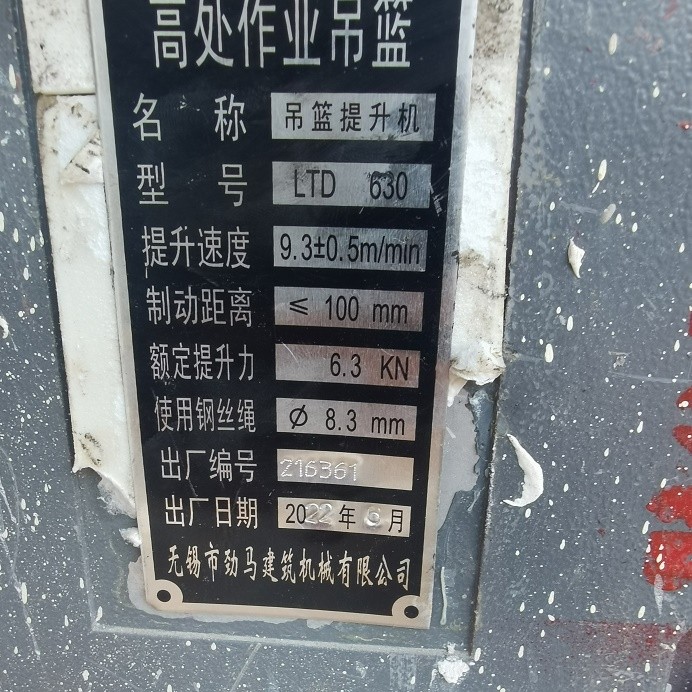 高处作业吊篮
名 称 吊篮提升机
型 号 LTD 630
提升速度 9.3±0.5m/min
制动距离 ≤ 100 mm
额定提升力 6.3 KN
使用钢丝绳 Ø 8.3 mm
出厂编号 216361
出厂日期 2022年6月
无锡市劲马建筑机械有限公司